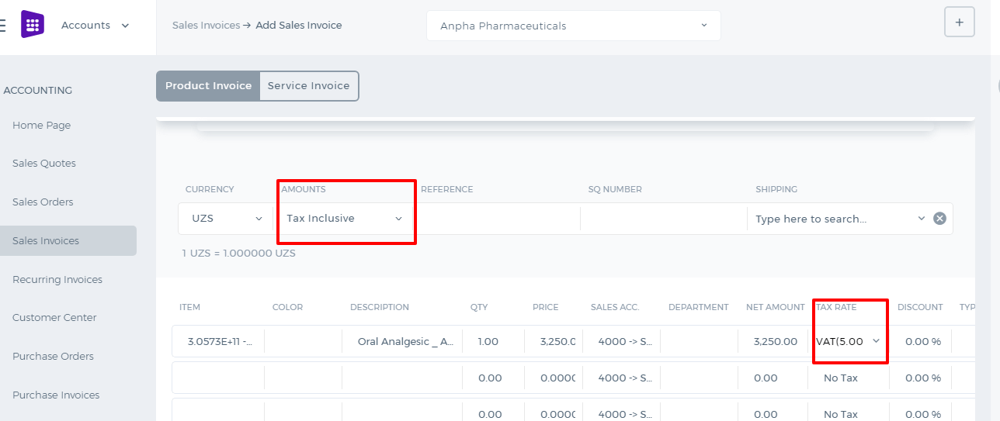 Accounts
Sales Invoices → Add Sales Invoice
Anpha Pharmaceuticals
+
ACCOUNTING
Home Page
Sales Quotes
Sales Orders
Sales Invoices
Recurring Invoices
Customer Center
Purchase Orders
Purchase Invoices
Product Invoice Service Invoice
CURRENCY AMOUNTS REFERENCE SQ NUMBER SHIPPING
UZS Tax Inclusive Type here to search...
1 UZS = 1.000000 UZS
ITEM COLOR DESCRIPTION QTY PRICE SALES ACC. DEPARTMENT NET AMOUNT TAX RATE DISCOUNT TYP
3.0573E+11 -... Oral Analgesic _ A... 1.00 3,250.0 4000 -> S... 3,250.00 VAT(5.00 0.00 %
0.00 0.000 4000 -> S... 0.00 No Tax 0.00 %
0.00 0.000 4000 -> S... 0.00 No Tax 0.00 %